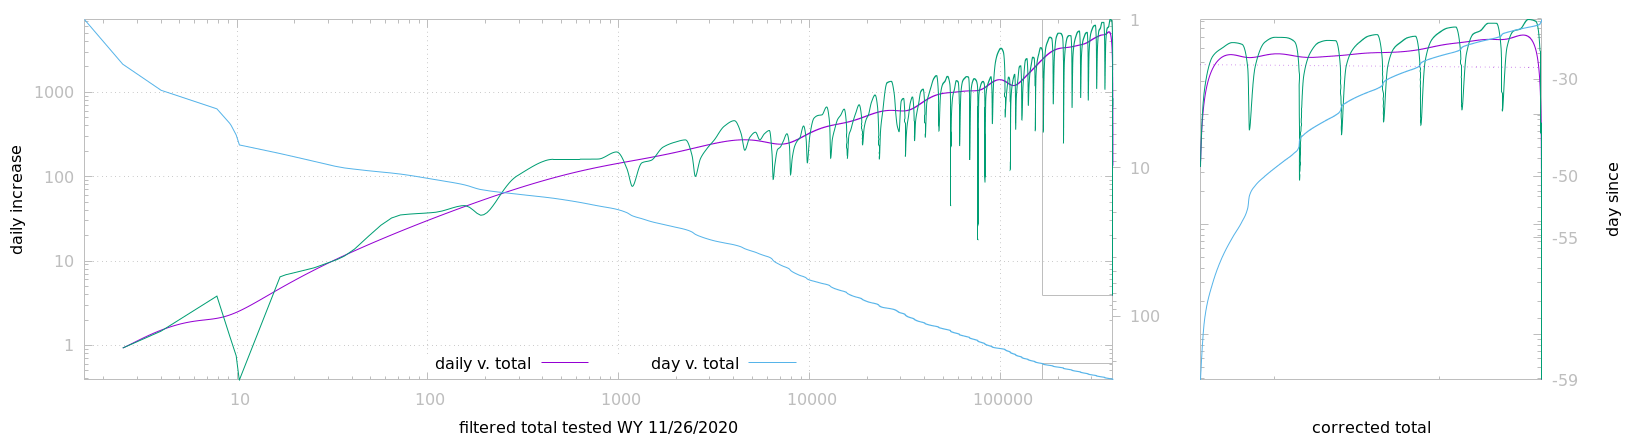 daily increase
1000
100
10
1
10
100
1000
10000
100000
1
10
100
daily v. total
day v. total
filtered total tested WY 11/26/2020
-30
-50
-55
-59
day since
corrected total